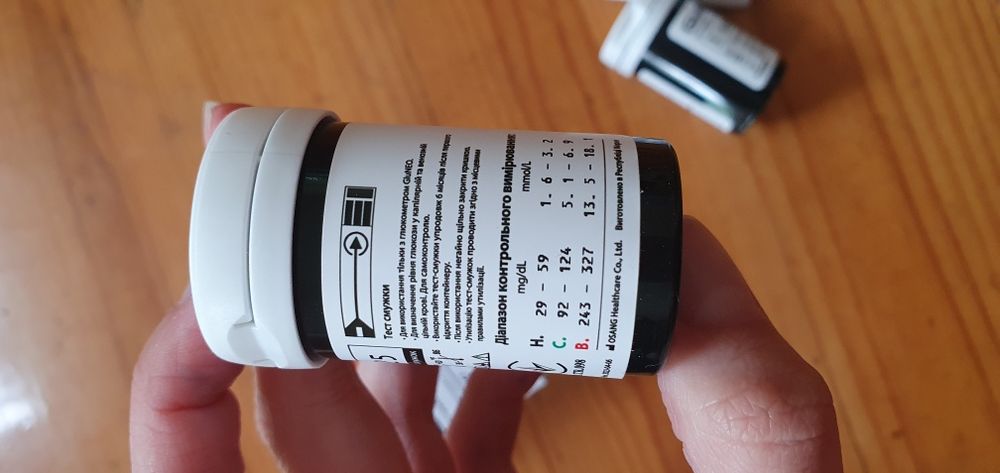 Тест смужки
• Для використання тільки з глюкометром GluNEO.
• Для визначення рівня глюкози у капілярній та венозній
цільній крові. Для самоконтролю.
• Використайте тест-смужки упродовж 6 місяців після першого
відкриття контейнеру.
• Після використання негайно щільно закрити кришкою.
• Утилізацію тест-смужок проводити згідно з місцевим
правилами утилізації.
Діапазон контрольного вимірювання:
mg/dL mmol/L
Н. 29 - 59 1. 6 - 3. 2
С. 92 - 124 5. 1 - 6. 9
В. 243 - 327 13. 5 - 18. 1
OSANG Healthcare Co., Ltd. Виготовлено в Республіці